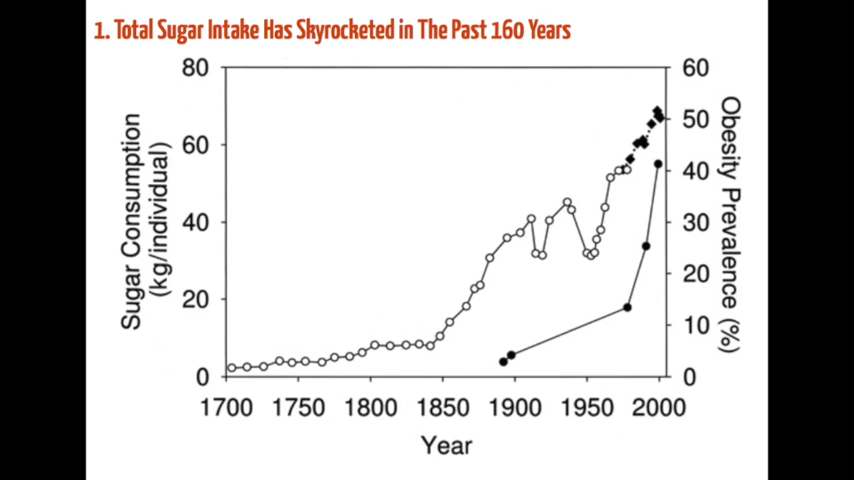 1. Total Sugar Intake Has Skyrocketed in The Past 160 Years
80
60
40
20
0
Sugar Consumption
(kg/individual)
60
50
40
30
20
10
0
Obesity Prevalence (%)
1700 1750 1800 1850 1900 1950 2000
Year